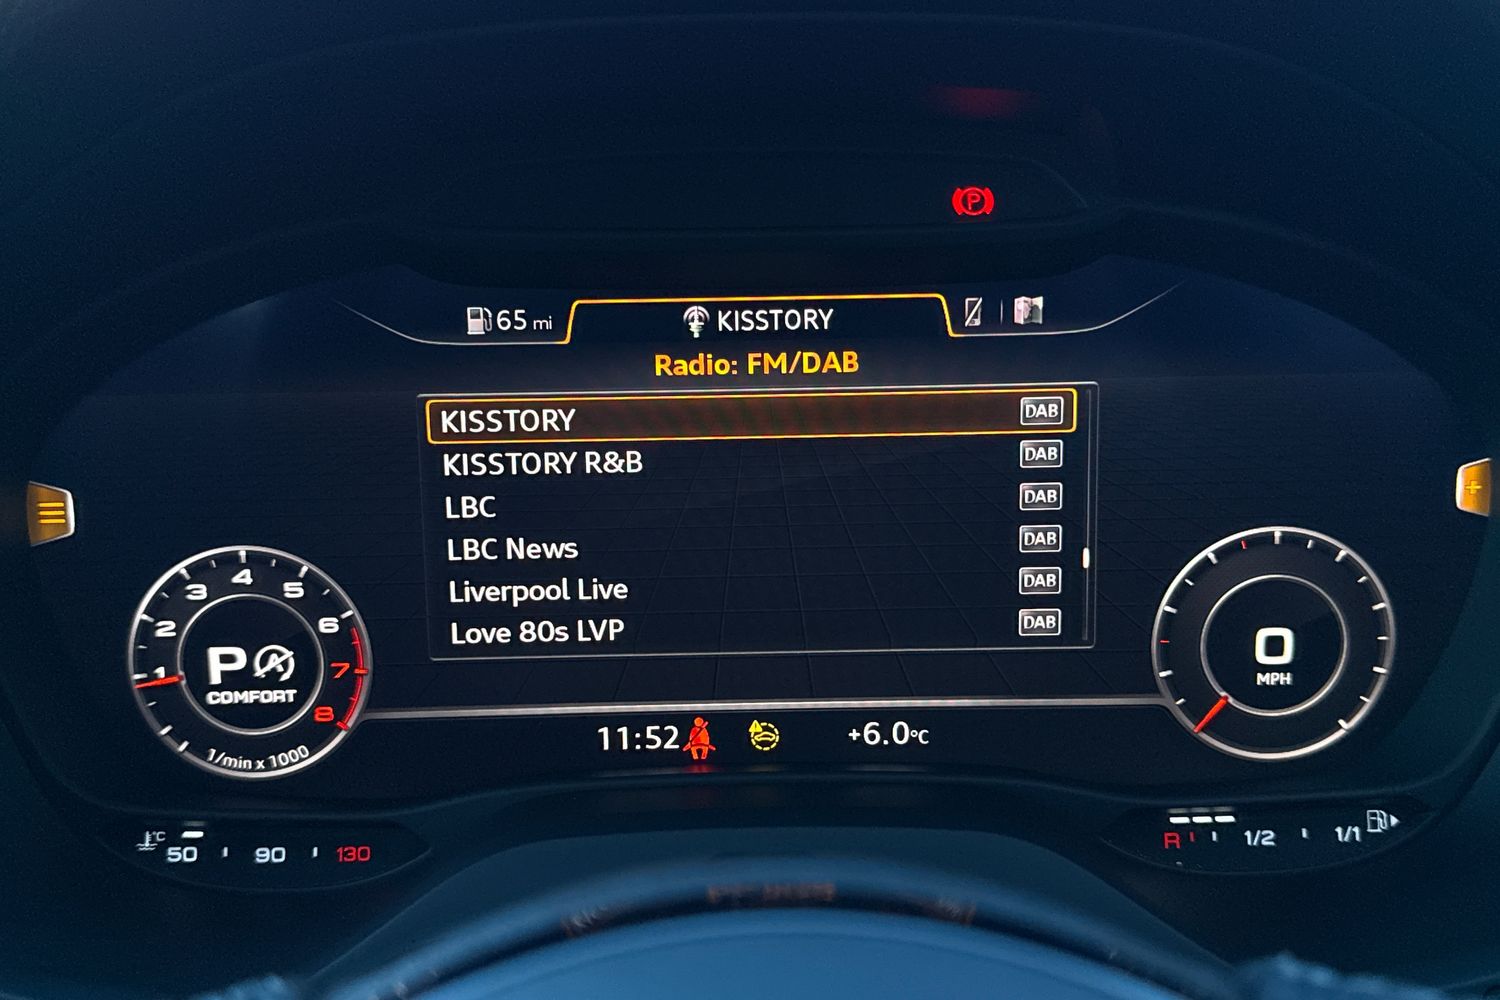 P
65 mi
KISSTORY
Radio: FM/DAB
KISSTORY DAB
KISSTORY R&B DAB
LBC DAB
LBC News DAB
Liverpool Live DAB
Love 80s LVP DAB
1 2 3 4 5 6 7 8
P A
COMFORT
1/min x 1000
0
MPH
11:52
+6.0°C
°C
50 90 130
R 1/2 1/1